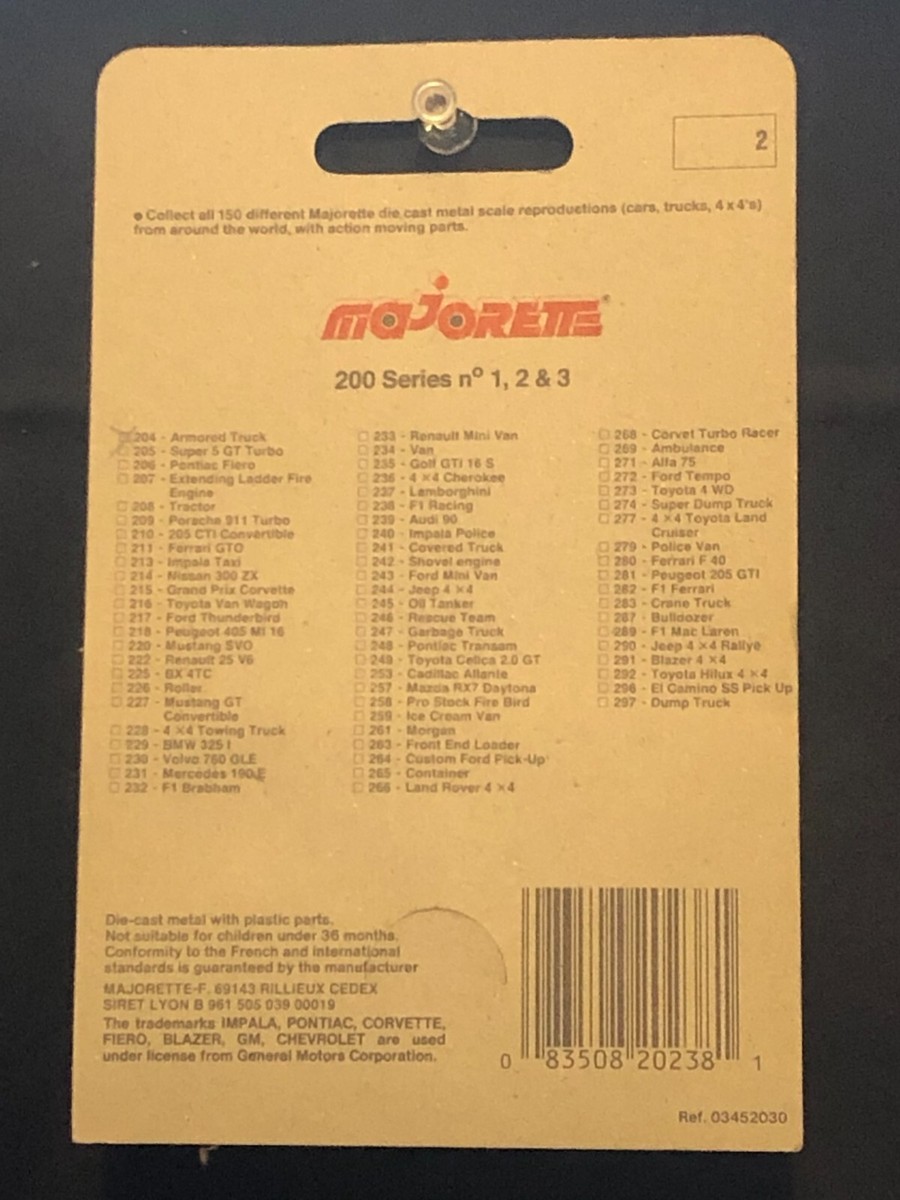 2
• Collect all 150 different Majorette die cast metal scale reproductions (cars, trucks, 4 x 4's)
from around the world, with action moving parts.
MAJORETTE®
200 Series nº 1, 2 & 3
204 - Armored Truck
205 - Super 5 GT Turbo
206 - Pontiac Fiero
207 - Extending Ladder Fire
Engine
208 - Tractor
209 - Porsche 911 Turbo
210 - 205 CTI Convertible
211 - Ferrari GTO
213 - Impala Taxi
214 - Nissan 300 ZX
215 - Grand Prix Corvette
216 - Toyota Van Wagon
217 - Ford Thunderbird
218 - Peugeot 405 MI 16
220 - Mustang SVO
222 - Renault 25 V6
225 - BX 4TC
226 - Roller
227 - Mustang GT
Convertible
228 - 4 x4 Towing Truck
229 - BMW 325 I
230 - Volvo 760 GLE
231 - Mercedes 190 E
232 - F1 Brabham
233 - Renault Mini Van
234 - Van
235 - Golf GTI 16 S
236 - 4 x4 Cherokee
237 - Lamborghini
238 - F1 Racing
239 - Audi 90
240 - Impala Police
241 - Covered Truck
242 - Shovel engine
243 - Ford Mini Van
244 - Jeep 4 x4
245 - Oil Tanker
246 - Rescue Team
247 - Garbage Truck
248 - Pontiac Transam
249 - Toyota Celica 2.0 GT
253 - Cadillac Allante
257 - Mazda RX7 Daytona
258 - Pro Stock Fire Bird
259 - Ice Cream Van
261 - Morgan
263 - Front End Loader
264 - Custom Ford Pick-Up
265 - Container
266 - Land Rover 4 x4
268 - Corvet Turbo Racer
269 - Ambulance
271 - Alfa 75
272 - Ford Tempo
273 - Toyota 4 WD
274 - Super Dump Truck
277 - 4 x4 Toyota Land
Cruiser
279 - Police Van
280 - Ferrari F 40
281 - Peugeot 205 GTI
282 - F1 Ferrari
283 - Crane Truck
287 - Bulldozer
289 - F1 Mac Laren
290 - Jeep 4 x4 Rallye
291 - Blazer 4 x4
292 - Toyota Hilux 4 x4
296 - El Camino SS Pick Up
297 - Dump Truck
Die-cast metal with plastic parts.
Not suitable for children under 36 months.
Conformity to the French and international
standards is guaranteed by the manufacturer
MAJORETTE-F. 69143 RILLIEUX CEDEX
SIRET LYON B 961 505 039 00019
The trademarks IMPALA, PONTIAC, CORVETTE,
FIERO, BLAZER, GM, CHEVROLET are used
under license from General Motors Corporation.
0 83508 20238 1
Ref. 03452030